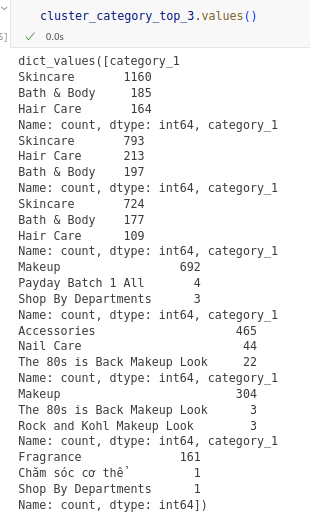 cluster_category_top_3.values()
0.0s
dict_values([category_1
Skincare 1160
Bath & Body 185
Hair Care 164
Name: count, dtype: int64, category_1
Skincare 793
Hair Care 213
Bath & Body 197
Name: count, dtype: int64, category_1
Skincare 724
Bath & Body 177
Hair Care 109
Name: count, dtype: int64, category_1
Makeup 692
Payday Batch 1 All 4
Shop By Departments 3
Name: count, dtype: int64, category_1
Accessories 465
Nail Care 44
The 80s is Back Makeup Look 22
Name: count, dtype: int64, category_1
Makeup 304
The 80s is Back Makeup Look 3
Rock and Kohl Makeup Look 3
Name: count, dtype: int64, category_1
Fragrance 161
Chăm sóc cơ thể 1
Shop By Departments 1
Name: count, dtype: int64])